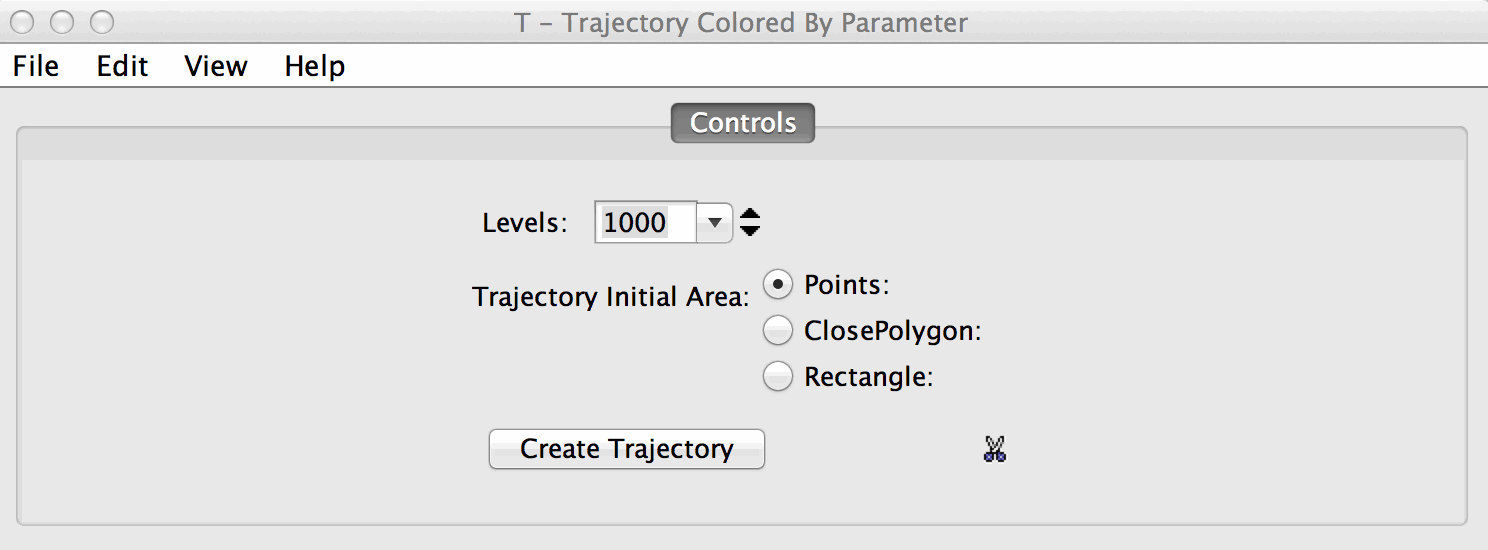 T – Trajectory Colored By Parameter
File Edit View Help
Controls
Levels: 1000
Trajectory Initial Area: Points:
ClosePolygon:
Rectangle:
Create Trajectory